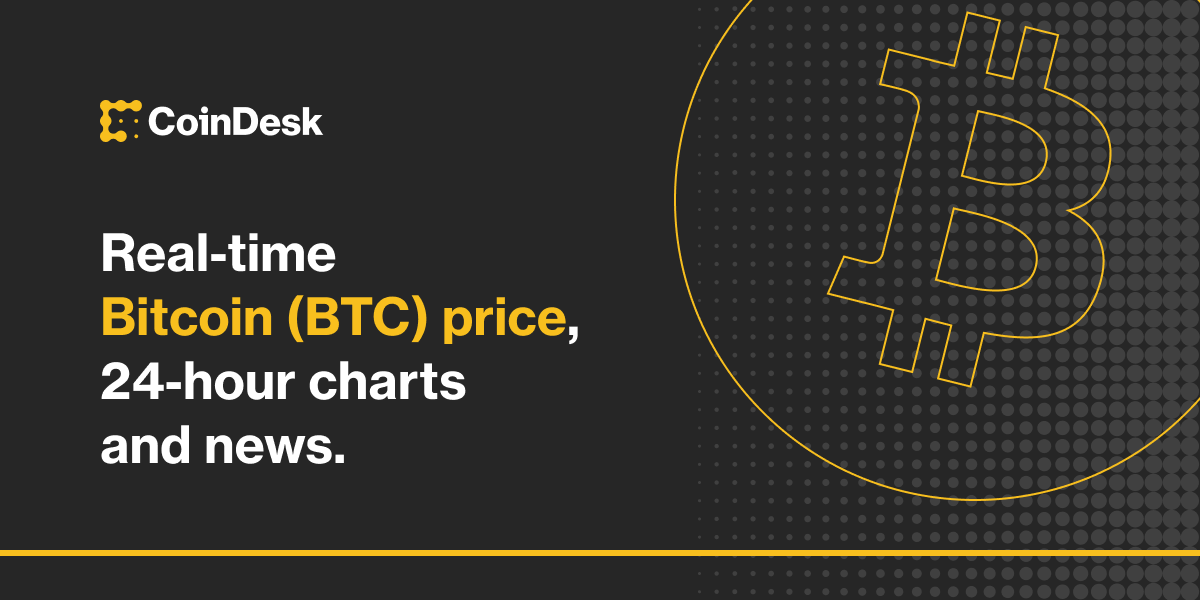 CoinDesk
Real-time
Bitcoin (BTC) price,
24-hour charts
and news.